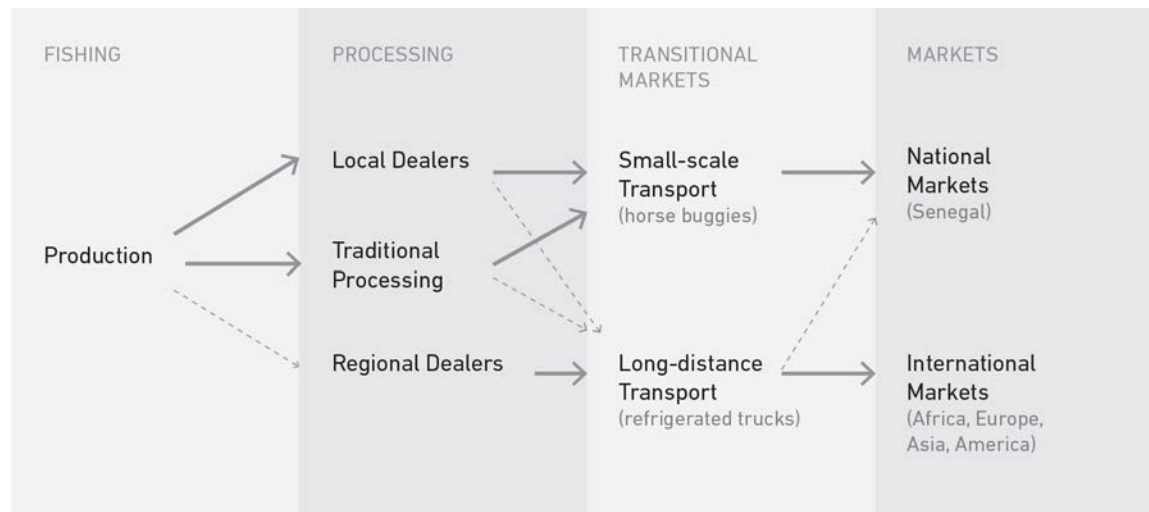 FISHING
PROCESSING
TRANSITIONAL
MARKETS
MARKETS
Production
Local Dealers
Traditional
Processing
Regional Dealers
Small-scale
Transport
(horse buggies)
Long-distance
Transport
(refrigerated trucks)
National
Markets
(Senegal)
International
Markets
(Africa, Europe,
Asia, America)